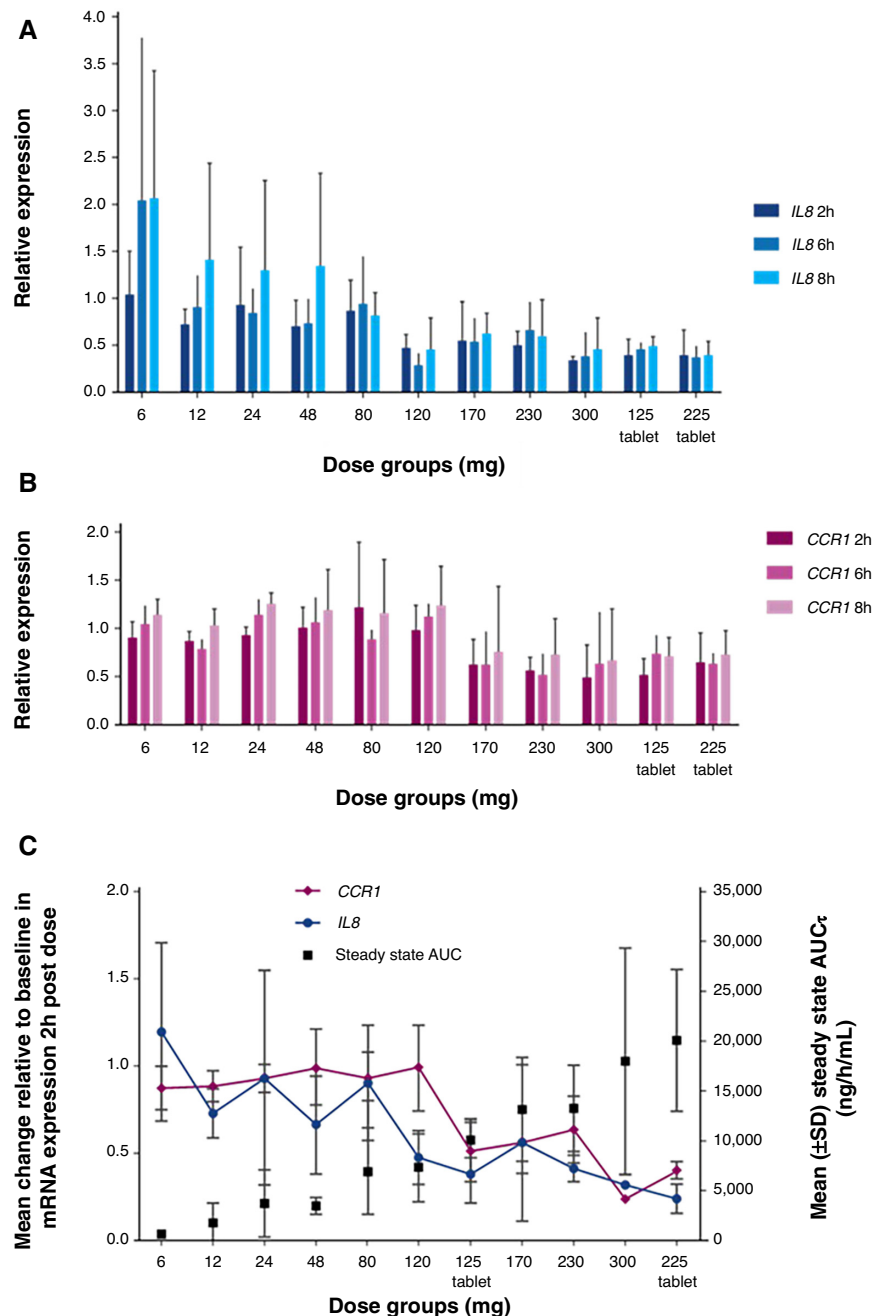 A
Relative expression
4.0
3.5
3.0
2.5
2.0
1.5
1.0
0.5
0.0
IL8 2h
IL8 6h
IL8 8h
6 12 24 48 80 120 170 230 300 125 225
tablet tablet
Dose groups (mg)
B
Relative expression
2.0
1.5
1.0
0.5
0.0
CCR1 2h
CCR1 6h
CCR1 8h
6 12 24 48 80 120 170 230 300 125 225
tablet tablet
Dose groups (mg)
C
Mean change relative to baseline in
mRNA expression 2h post dose
2.0
1.5
1.0
0.5
0.0
CCR1
IL8
Steady state AUC
35,000
30,000
25,000
20,000
15,000
10,000
5,000
0
Mean (±SD) steady state AUCτ
(ng/h/mL)
6 12 24 48 80 120 125 170 230 300 225
tablet tablet
Dose groups (mg)